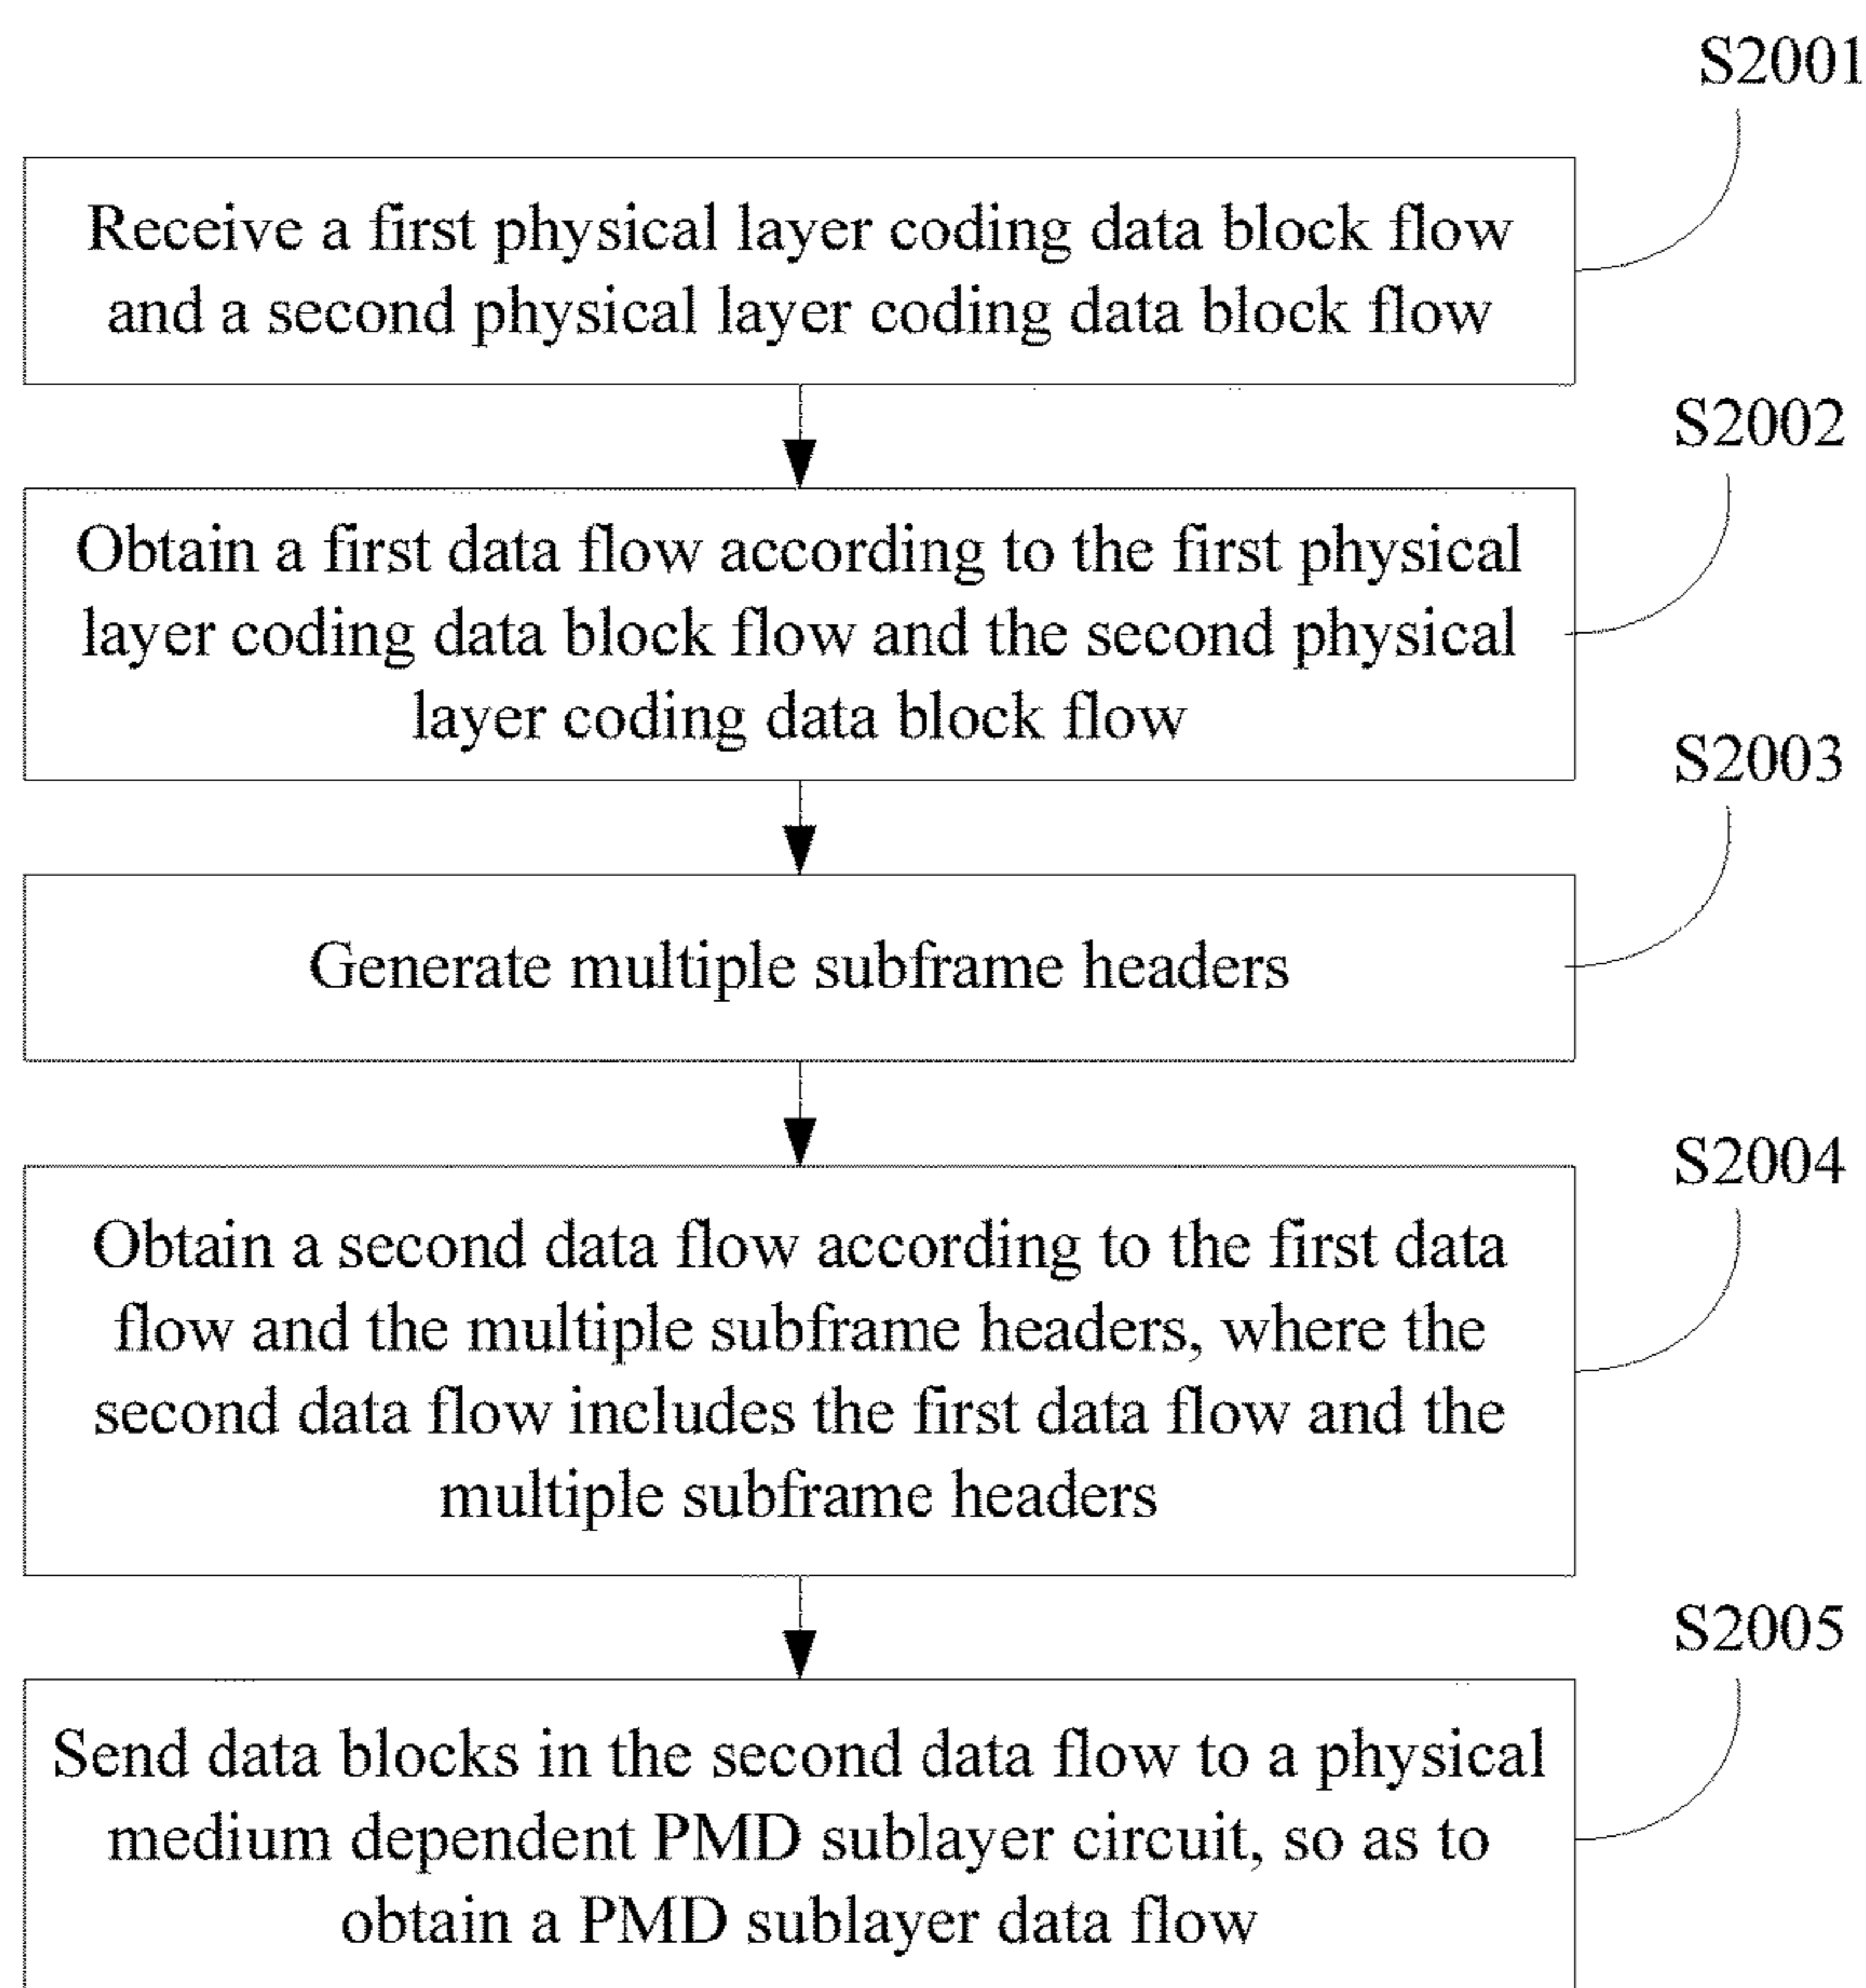 S2001
Receive a first physical layer coding data block flow
and a second physical layer coding data block flow
S2002
Obtain a first data flow according to the first physical
layer coding data block flow and the second physical
layer coding data block flow
S2003
Generate multiple subframe headers
S2004
Obtain a second data flow according to the first data
flow and the multiple subframe headers, where the
second data flow includes the first data flow and the
multiple subframe headers
S2005
Send data blocks in the second data flow to a physical
medium dependent PMD sublayer circuit, so as to
obtain a PMD sublayer data flow